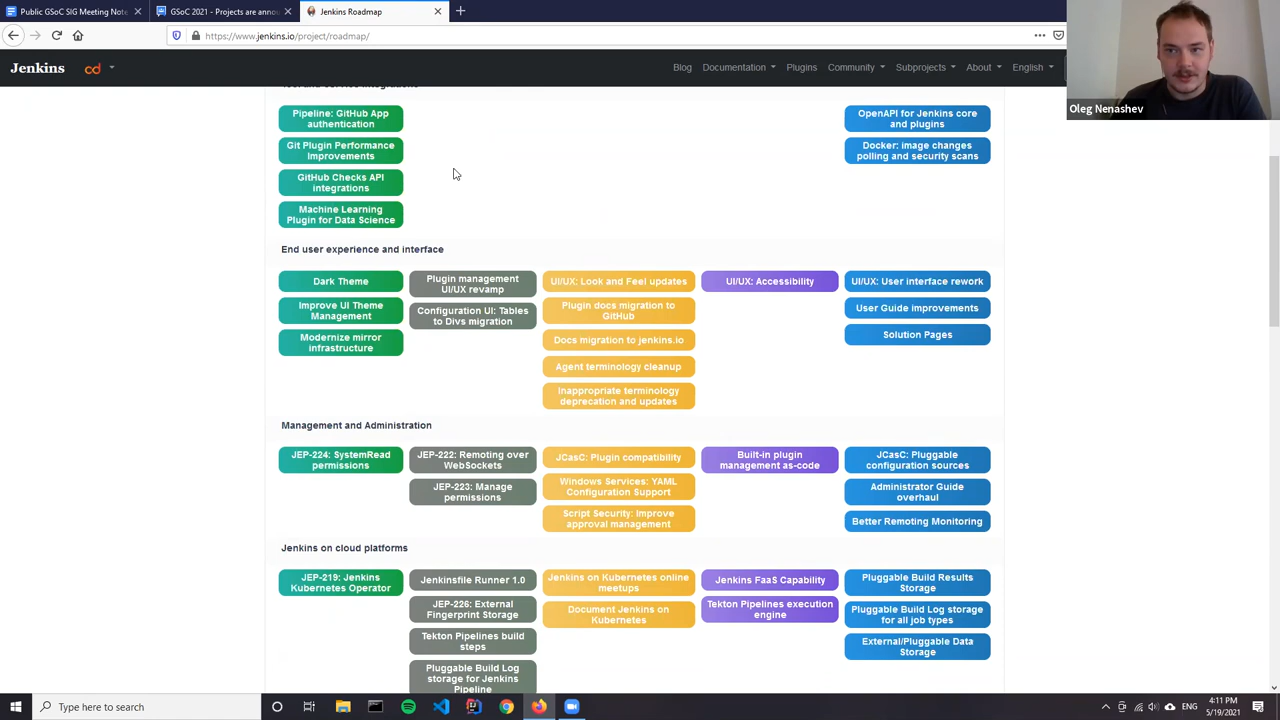 Public GSoC SIG Meeting Note
GSoC 2021 - Projects are annou
Jenkins Roadmap
https://www.jenkins.io/project/roadmap/
Jenkins
cd
Blog
Documentation
Plugins
Community
Subprojects
About
English
Oleg Nenashev
Tool and service integrations
Pipeline: GitHub App
authentication
OpenAPI for Jenkins core
and plugins
Git Plugin Performance
Improvements
Docker: image changes
polling and security scans
GitHub Checks API
integrations
Machine Learning
Plugin for Data Science
End user experience and interface
Dark Theme
Plugin management
UI/UX revamp
UI/UX: Look and Feel updates
UI/UX: Accessibility
UI/UX: User interface rework
Improve UI Theme
Management
Configuration UI: Tables
to Divs migration
Plugin docs migration to
GitHub
User Guide improvements
Modernize mirror
infrastructure
Docs migration to jenkins.io
Solution Pages
Agent terminology cleanup
Inappropriate terminology
deprecation and updates
Management and Administration
JEP-224: SystemRead
permissions
JEP-222: Remoting over
WebSockets
JCasC: Plugin compatibility
Built-in plugin
management as-code
JCasC: Pluggable
configuration sources
JEP-223: Manage
permissions
Windows Services: YAML
Configuration Support
Administrator Guide
overhaul
Script Security: Improve
approval management
Better Remoting Monitoring
Jenkins on cloud platforms
JEP-219: Jenkins
Kubernetes Operator
Jenkinsfile Runner 1.0
Jenkins on Kubernetes online
meetups
Jenkins FaaS Capability
Pluggable Build Results
Storage
JEP-226: External
Fingerprint Storage
Document Jenkins on
Kubernetes
Tekton Pipelines execution
engine
Pluggable Build Log storage
for all job types
Tekton Pipelines build
steps
External/Pluggable Data
Storage
Pluggable Build Log
storage for Jenkins
Pipeline
Type here to search
ENG
4:11 PM
5/19/2021